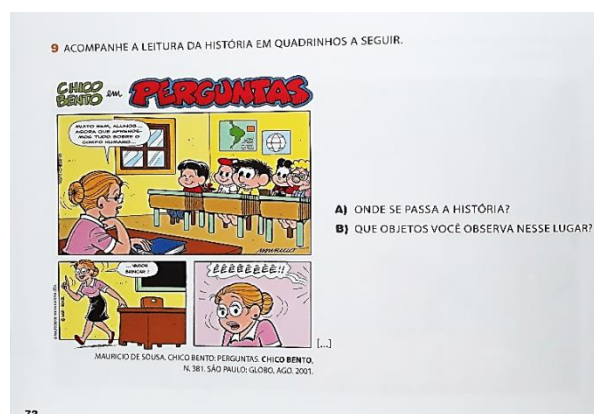 9 ACOMPANHE A LEITURA DA HISTÓRIA EM QUADRINHOS A SEGUIR.
CHICO
BENTO em PERGUNTAS
MUITO BEM, ALUNOS...
AGORA QUE APRENDE-
MOS TUDO SOBRE O
CORPO HUMANO...
MAURICIO
... VAMOS
BRINCAR!
ÊÊÊÊÊÊÊÊ!!
[...]
A) ONDE SE PASSA A HISTÓRIA?
B) QUE OBJETOS VOCÊ OBSERVA NESSE LUGAR?
MAURICIO DE SOUSA. CHICO BENTO: PERGUNTAS. CHICO BENTO,
N. 381. SÃO PAULO: GLOBO, AGO. 2001.
72